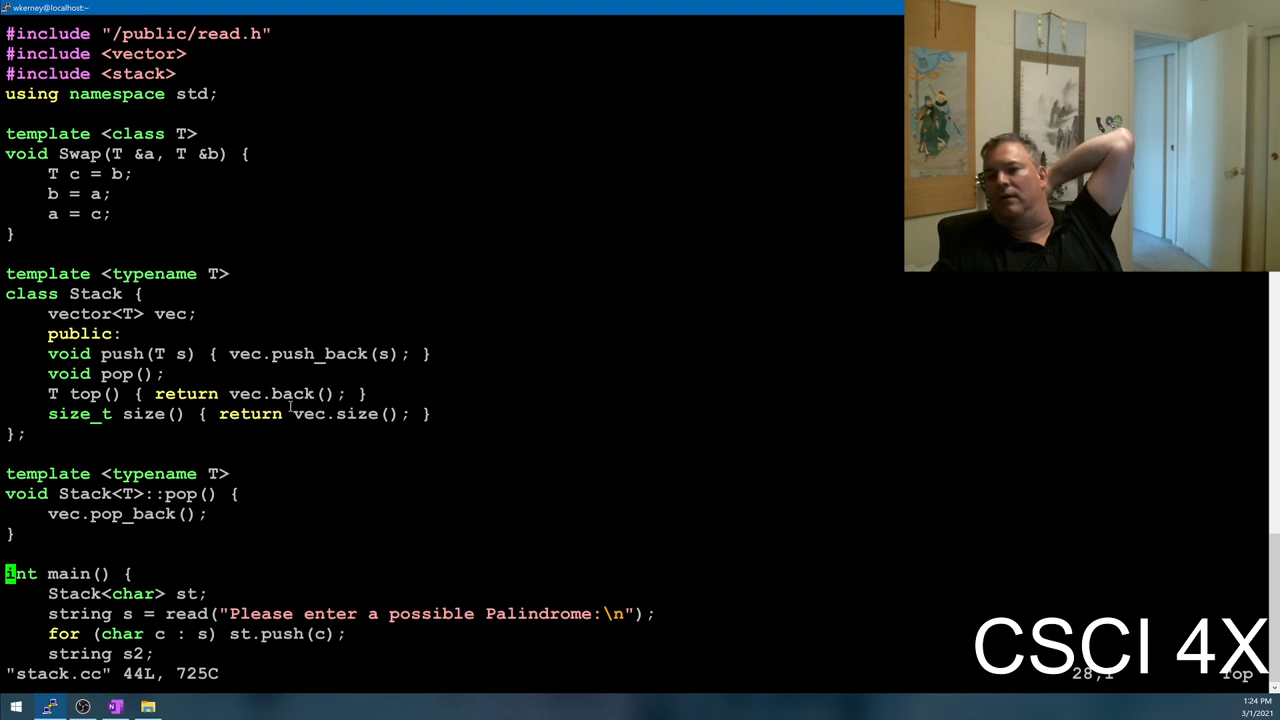 wkerney@localhost:~
#include "/public/read.h"
#include <vector>
#include <stack>
using namespace std;
template <class T>
void Swap(T &a, T &b) {
    T c = b;
    b = a;
    a = c;
}
template <typename T>
class Stack {
    vector<T> vec;
    public:
    void push(T s) { vec.push_back(s); }
    void pop();
    T top() { return vec.back(); }
    size_t size() { return vec.size(); }
};
template <typename T>
void Stack<T>::pop() {
    vec.pop_back();
}
int main() {
    Stack<char> st;
    string s = read("Please enter a possible Palindrome:\n");
    for (char c : s) st.push(c);
    string s2;
"stack.cc" 44L, 725C
28,1
Top
CSCI 4X
1:24 PM
3/1/2021